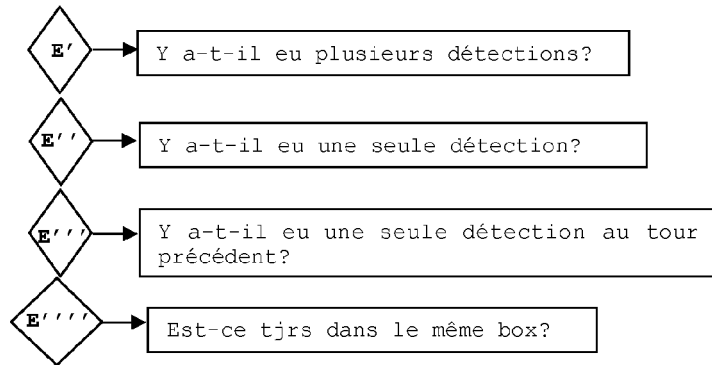 E' Y a-t-il eu plusieurs détections?
E'' Y a-t-il eu une seule détection?
E''' Y a-t-il eu une seule détection au tour
précédent?
E'''' Est-ce tjrs dans le même box?